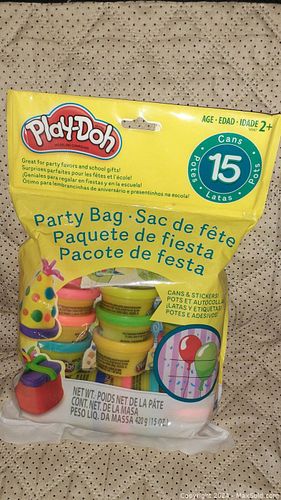 AGE • EDAD • IDADE 2+
PLAY-DOH
Cans
Potes
15
Pots
Latas
Great for party favors and school gifts!
Surprises parfaites pour les fêtes et l'école!
¡Geniales para regalar en fiestas y en la escuela!
Ótimo para lembrancinhas de aniversário e presentinhos na escola!
Party Bag • Sac de fête
Paquete de fiesta
Pacote de festa
CANS & STICKERS!
POTS ET AUTOCOLLA
¡LATAS Y ETIQUETAS!
POTES E ADESIVOS!
NET WT. POIDS NET DE LA PÂTE
CONT. NET. DE LA MASA
PESO LIQ. DA MASSA 420 g (15 OZ.)
Copyright 2024 - MaxSold.com